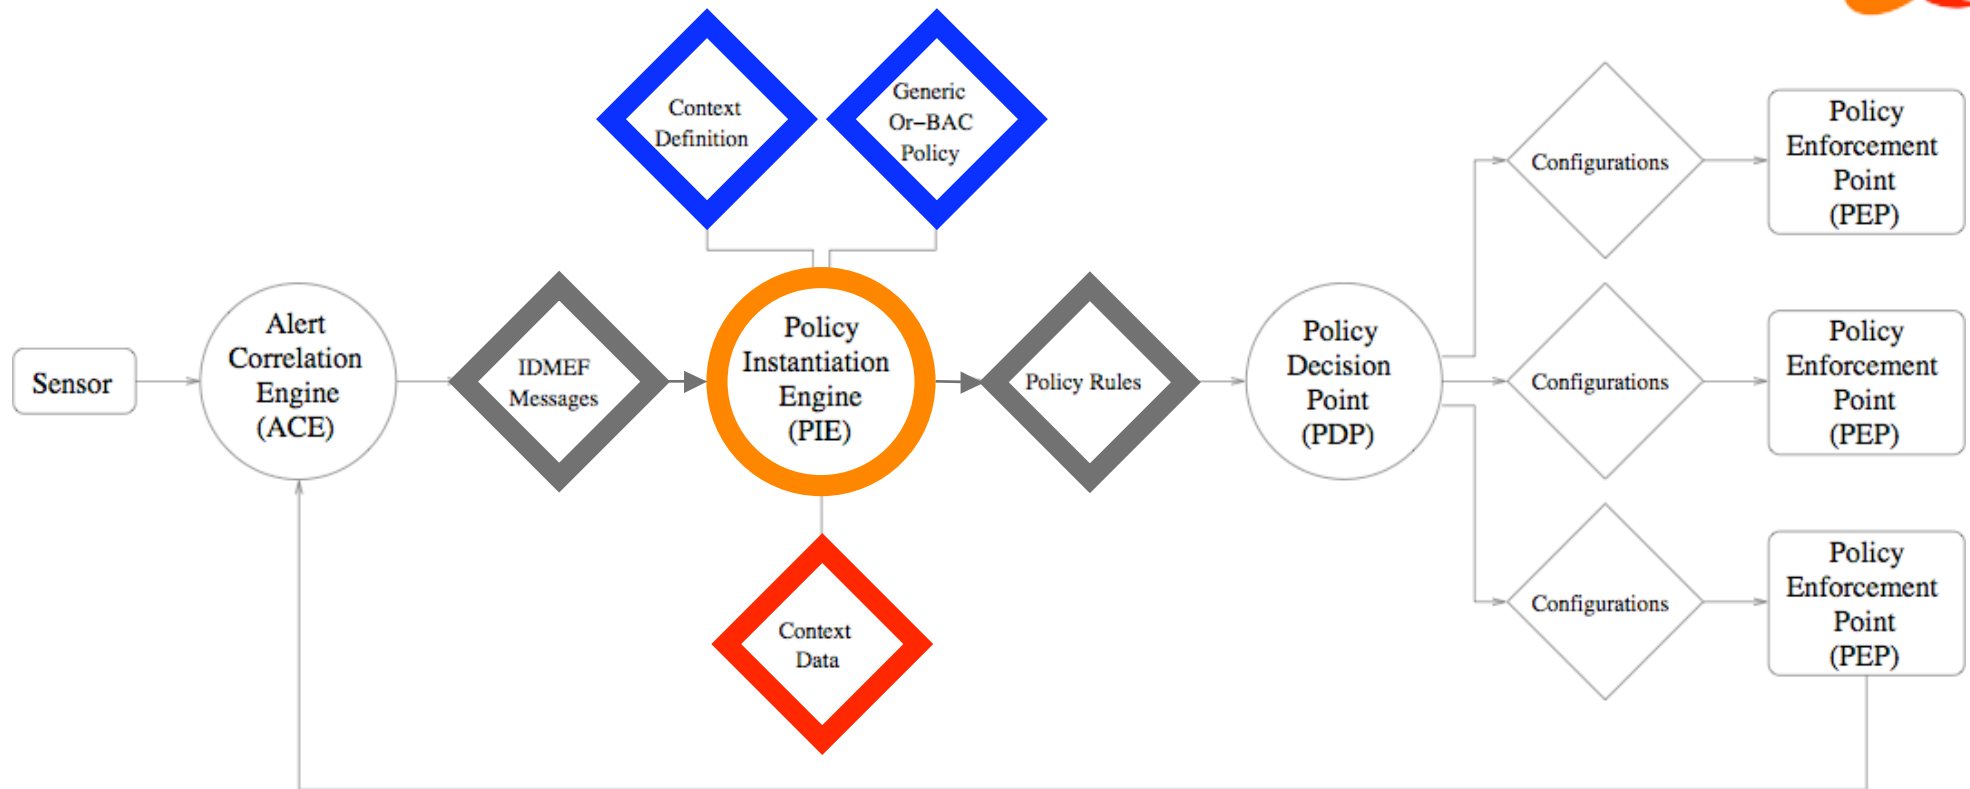 Context
Definition
Generic
Or−BAC
Policy
Sensor
Alert
Correlation
Engine
(ACE)
IDMEF
Messages
Policy
Instantiation
Engine
(PIE)
Policy Rules
Policy
Decision
Point
(PDP)
Context
Data
Configurations
Policy
Enforcement
Point
(PEP)
Configurations
Policy
Enforcement
Point
(PEP)
Configurations
Policy
Enforcement
Point
(PEP)